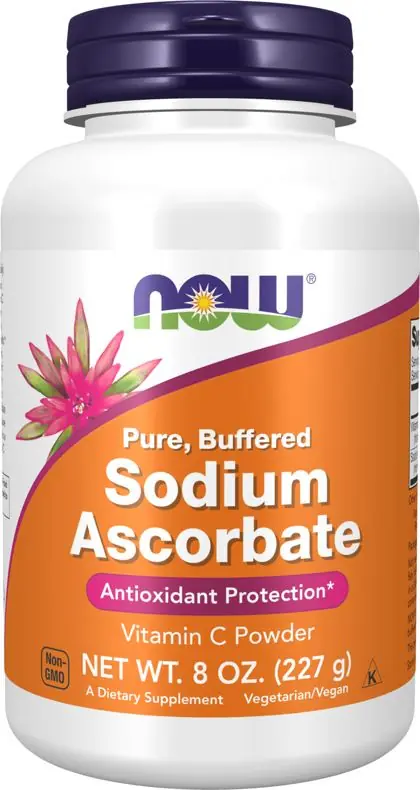 NOW®
Pure, Buffered
Sodium
Ascorbate
Antioxidant Protection*
Vitamin C Powder
Non-
GMO
NET WT. 8 OZ. (227 g)
K
A Dietary Supplement
Vegetarian/Vegan